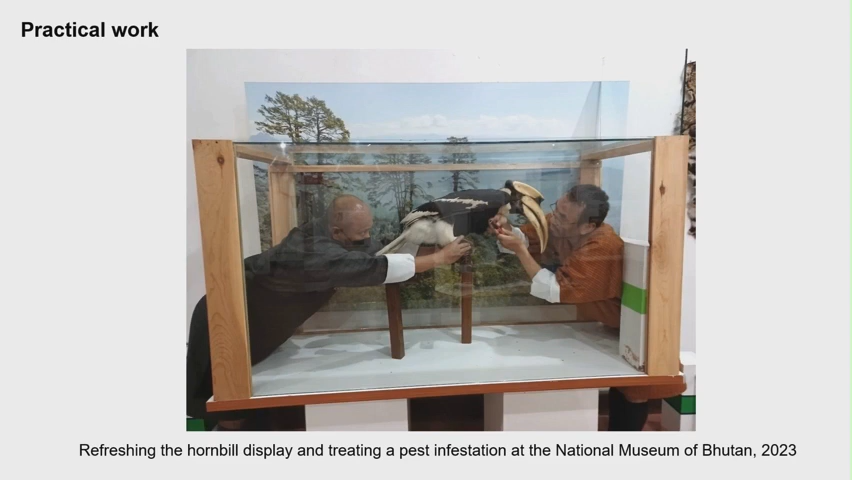 Practical work
Refreshing the hornbill display and treating a pest infestation at the National Museum of Bhutan, 2023